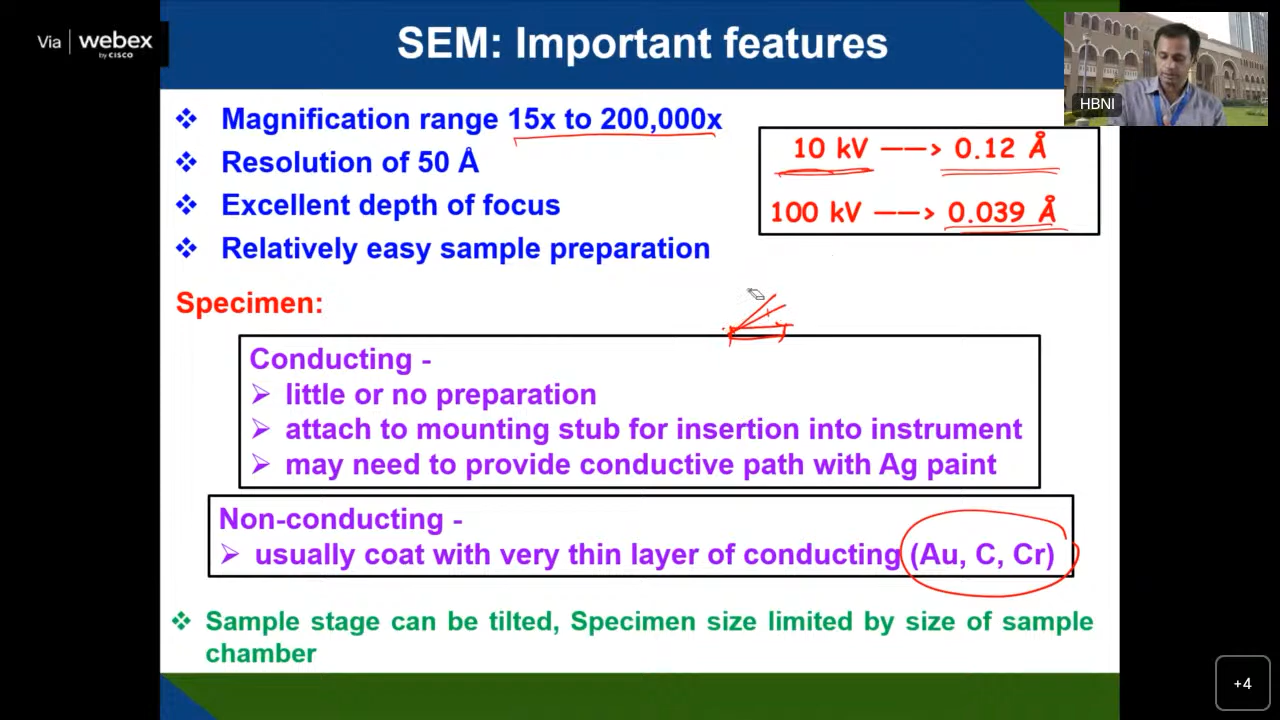 Via webex
by CISCO
SEM: Important features
HBNI
❖ Magnification range 15x to 200,000x
❖ Resolution of 50 Å
❖ Excellent depth of focus
❖ Relatively easy sample preparation
10 kV ——> 0.12 Å
100 kV ——> 0.039 Å
Specimen:
Conducting -
➢ little or no preparation
➢ attach to mounting stub for insertion into instrument
➢ may need to provide conductive path with Ag paint
Non-conducting -
➢ usually coat with very thin layer of conducting (Au, C, Cr)
❖ Sample stage can be tilted, Specimen size limited by size of sample
chamber
+4